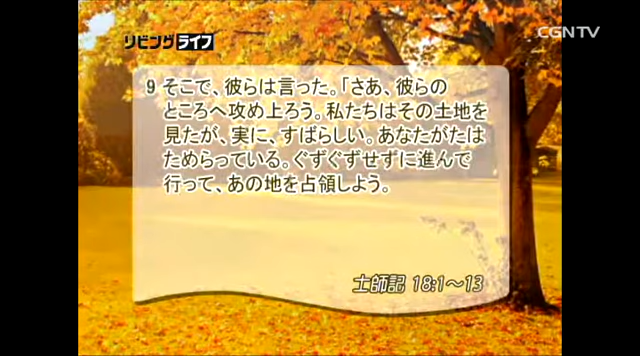 リビングライフ
CGNTV
9 そこで、彼らは言った。「さあ、彼らの
ところへ攻め上ろう。私たちはその土地を
見たが、実に、すばらしい。あなたがたは
ためらっている。ぐずぐずせずに進んで
行って、あの地を占領しよう。
土師記 18:1〜13